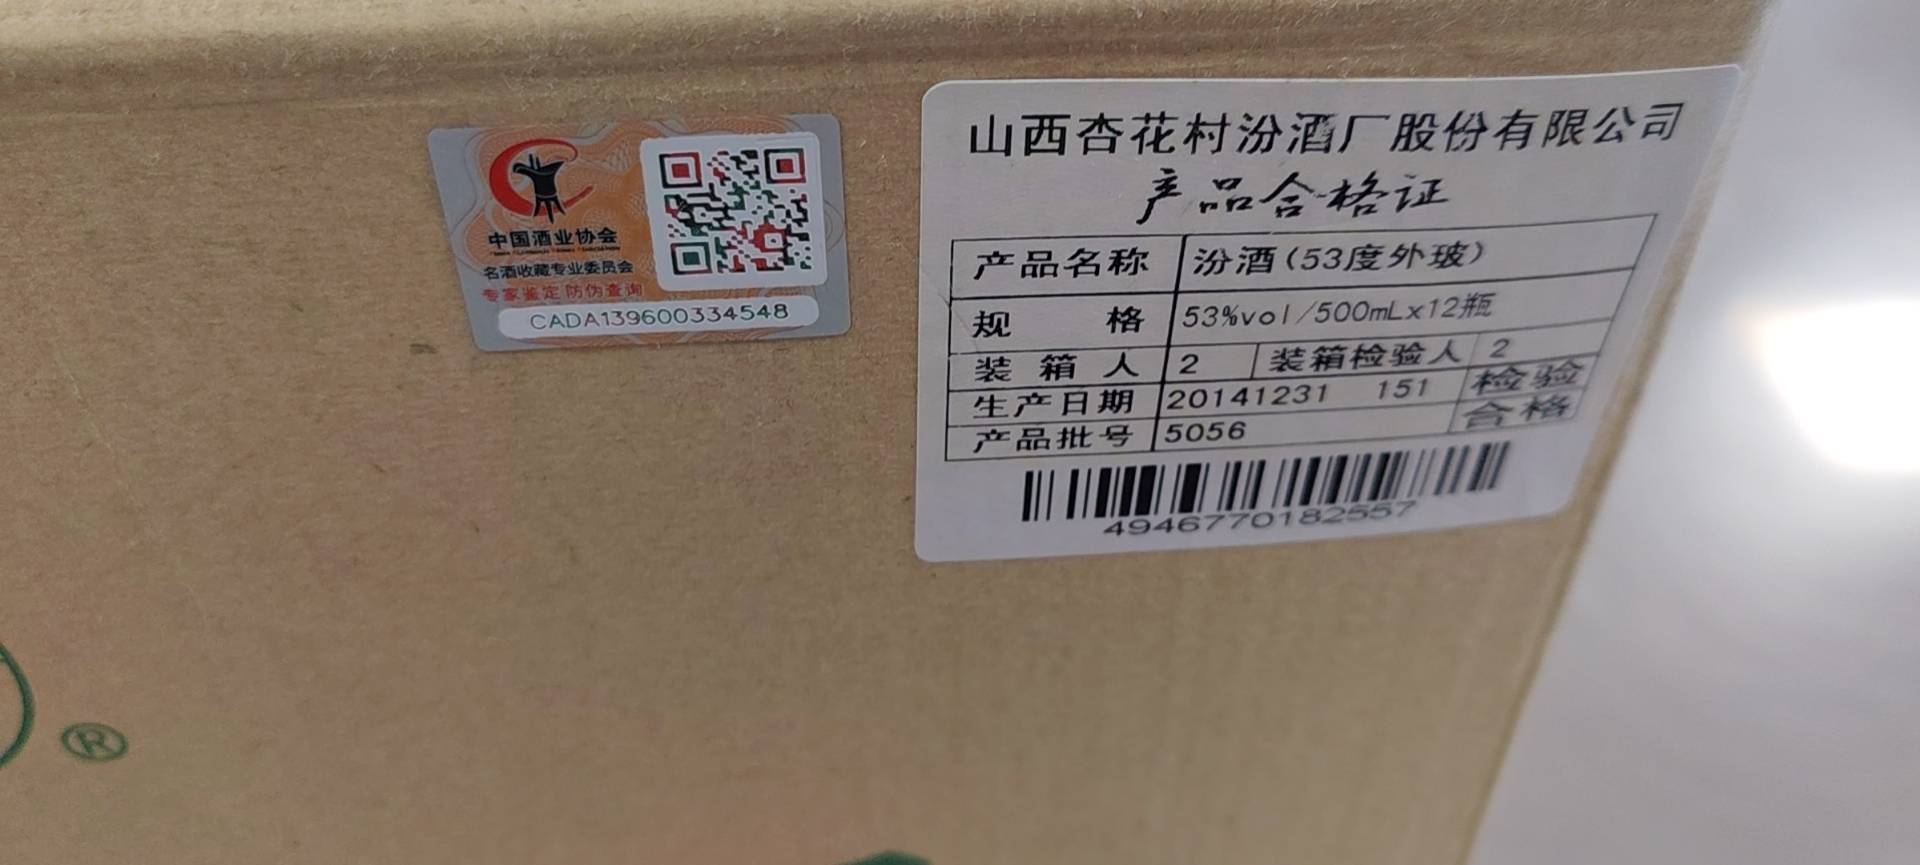 中国酒业协会
名酒收藏专业委员会
专家鉴定 防伪查询
CADA139600334548
山西杏花村汾酒厂股份有限公司
产品合格证
产品名称 汾酒(53度外玻)
规 格 53%vol/500mLx12瓶
装 箱 人 2 装箱检验人 2
生产日期 20141231 151 检验
产品批号 5056 合格
4946770182557
®